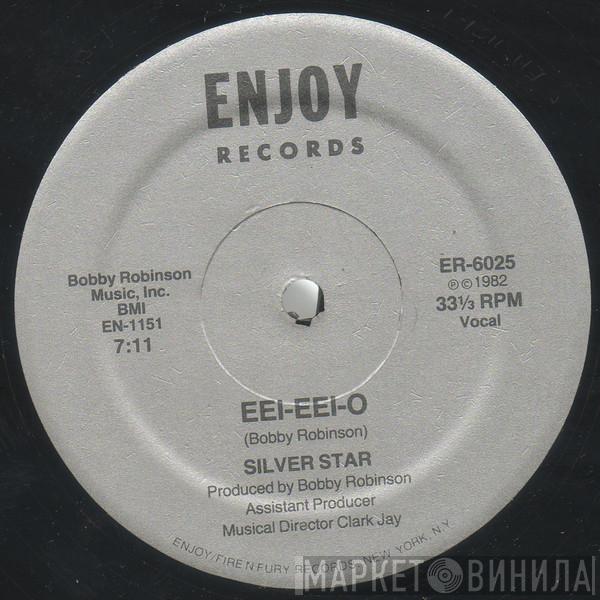 ENJOY
RECORDS
Bobby Robinson
Music, Inc.
BMI
EN-1151
7:11
ER-6025
℗ © 1982
33⅓ RPM
Vocal
EEI-EEI-O
(Bobby Robinson)
SILVER STAR
Produced by Bobby Robinson
Assistant Producer
Musical Director Clark Jay
ENJOY/FIRE N FURY RECORDS, NEW YORK, N.Y.
МАРКЕТ ВИНИЛА